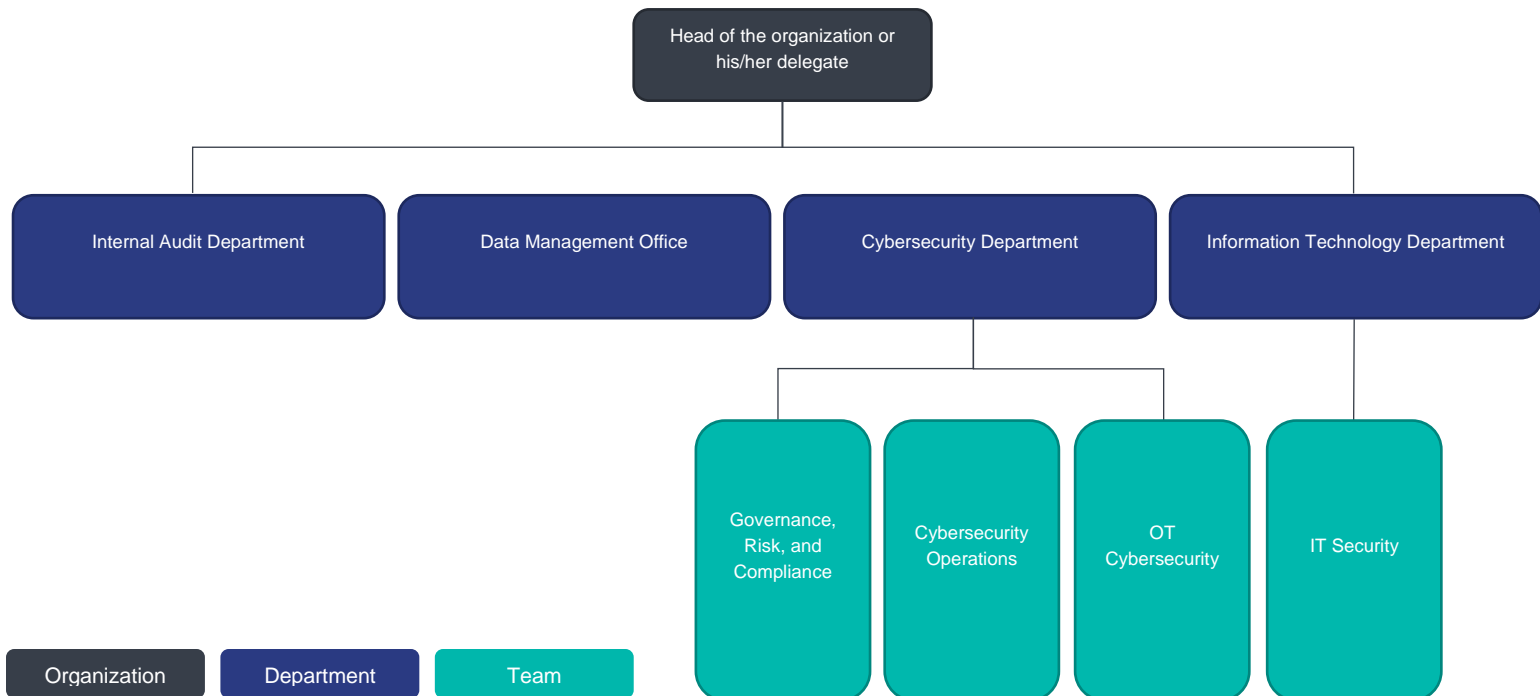 Head of the organization or
his/her delegate
Internal Audit Department
Data Management Office
Cybersecurity Department
Information Technology Department
Governance,
Risk, and
Compliance
Cybersecurity
Operations
OT
Cybersecurity
IT Security
Organization
Department
Team